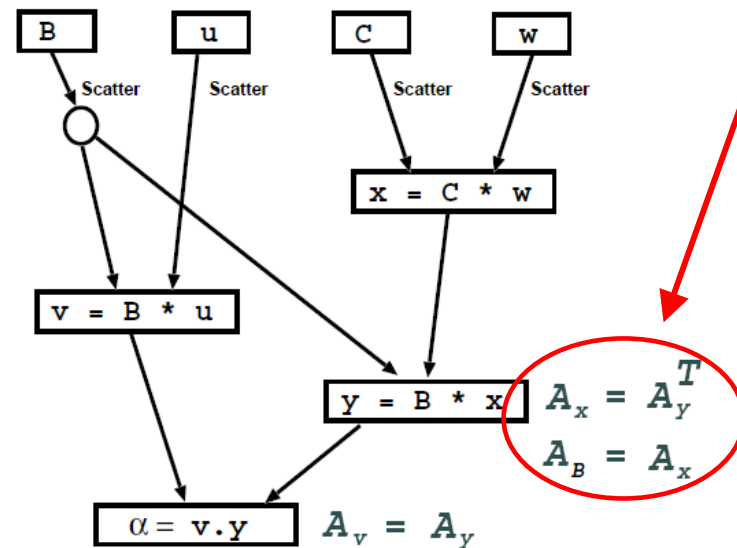 B u C w
Scatter Scatter Scatter Scatter
x = C * w
v = B * u
y = B * x
A_x = A_y^T
A_B = A_x
α = v.y
A_v = A_y